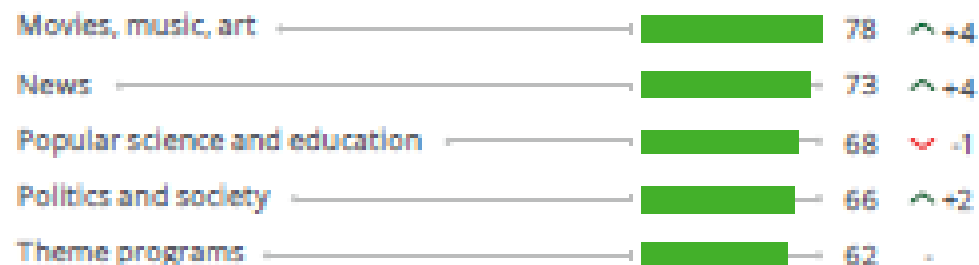 Movies, music, art 78 +4
News 73 +4
Popular science and education 68 -1
Politics and society 66 +2
Theme programs 62 -